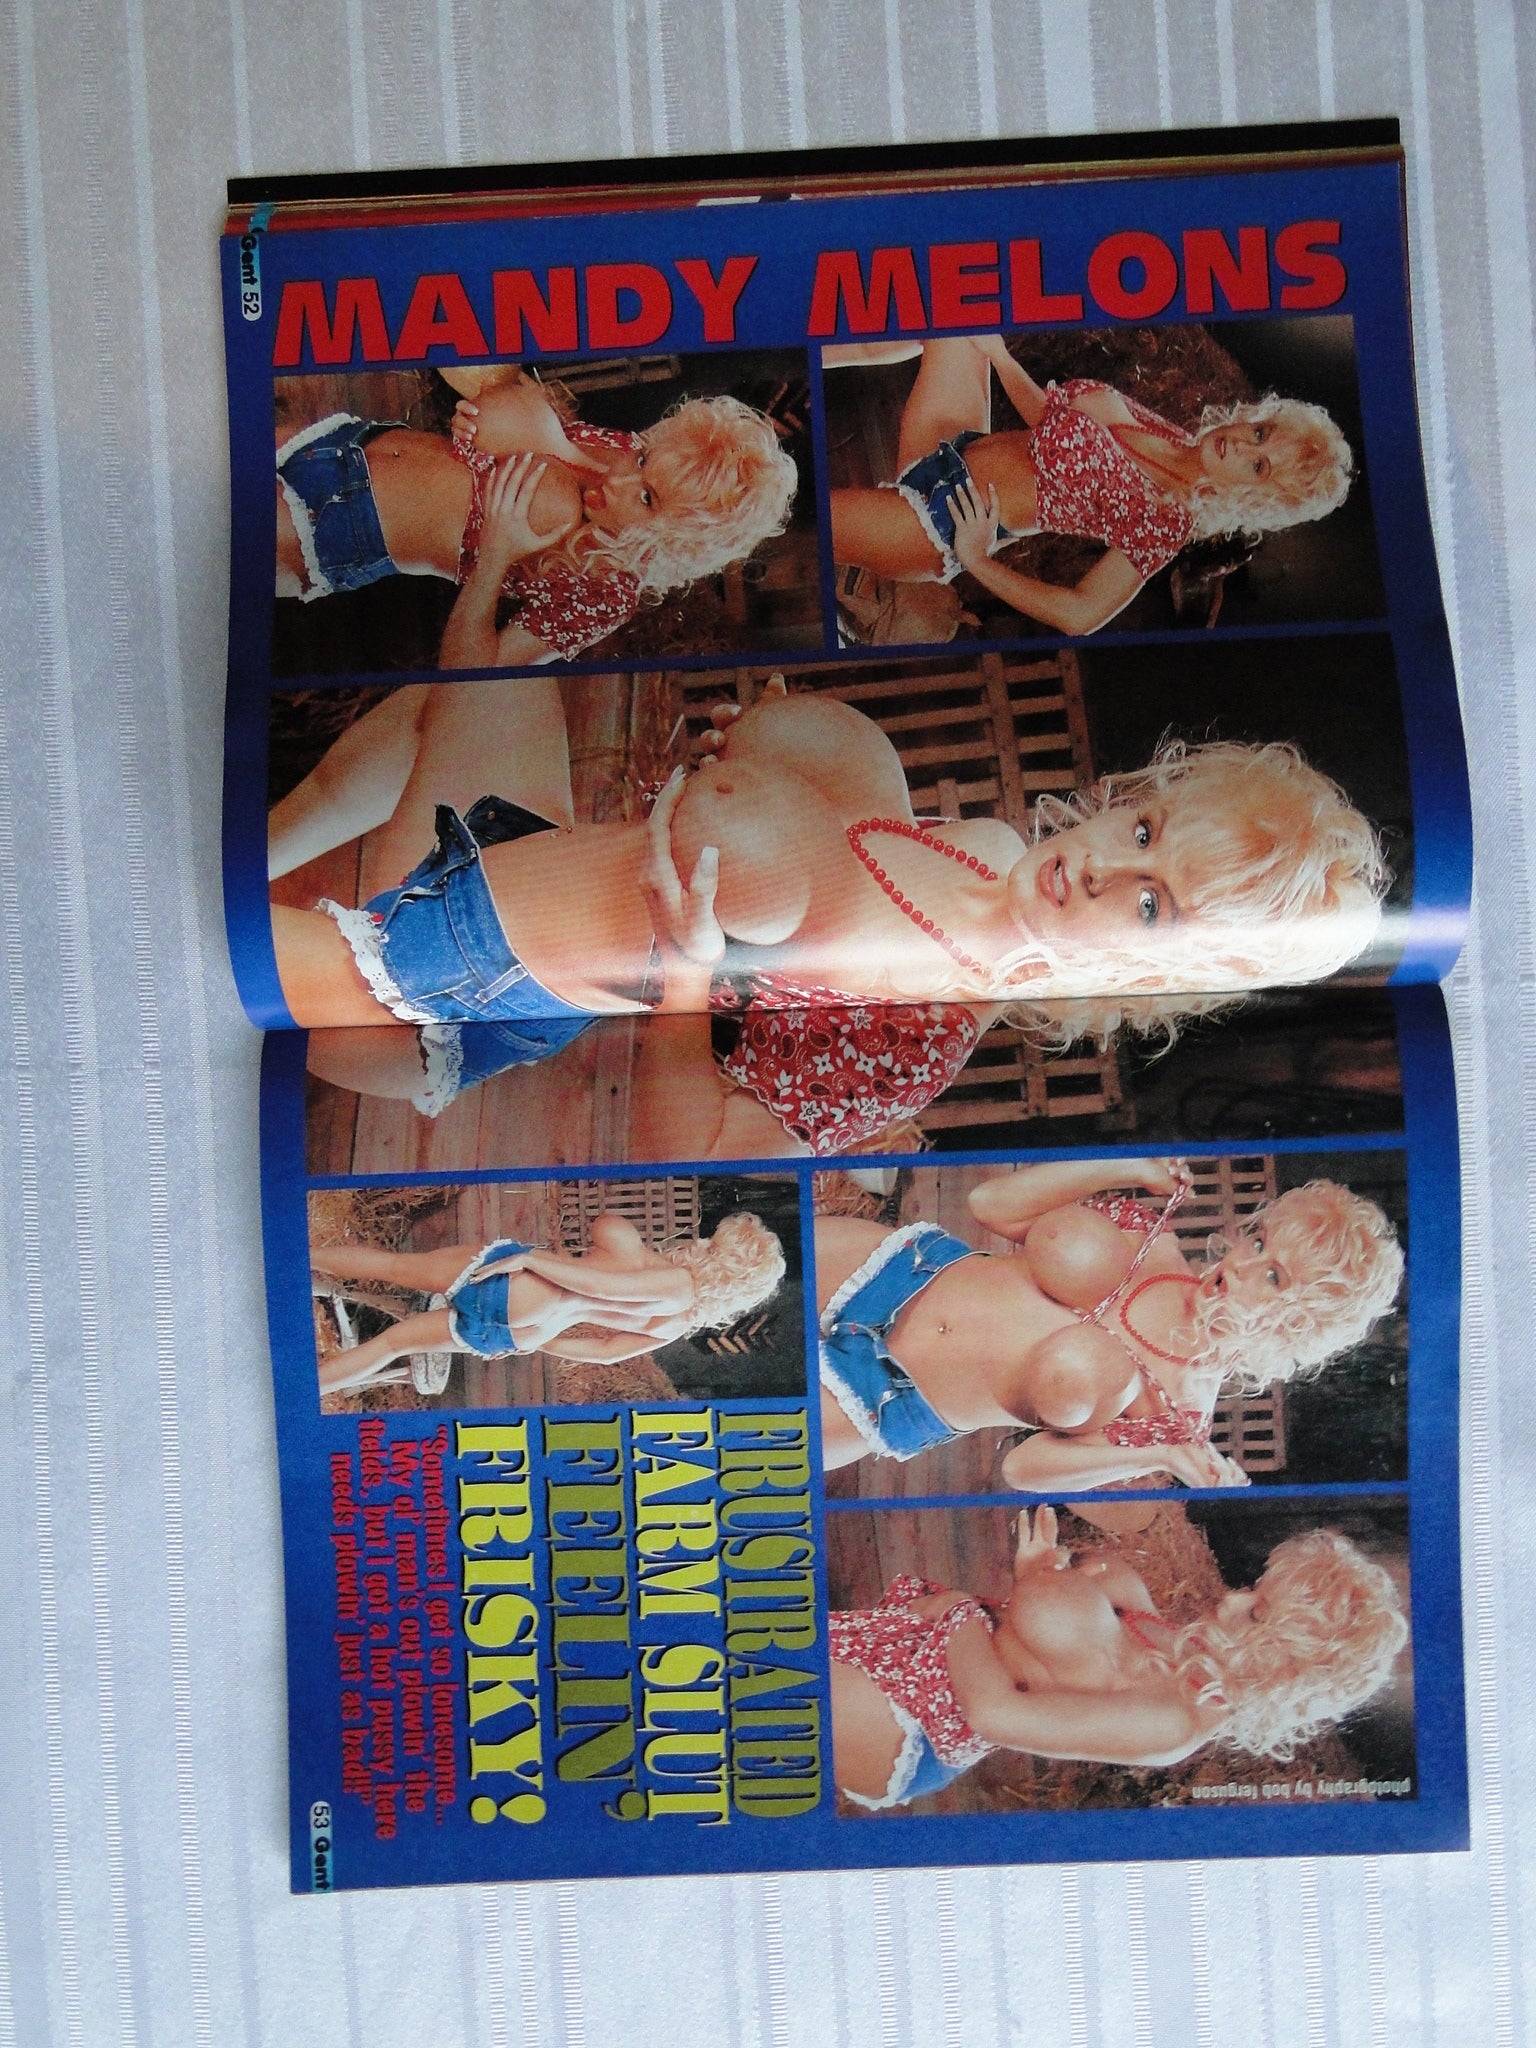 MANDY MELONS
Gent 52
FRUSTRATED
FARM SLUT
FEELIN'
FRISKY!
"Sometimes I get so lonesome...
My ol' man's out plowin' the
fields, but I got a hot pussy here
needs plowin' just as bad!"
photography by bob ferguson
53 Gent